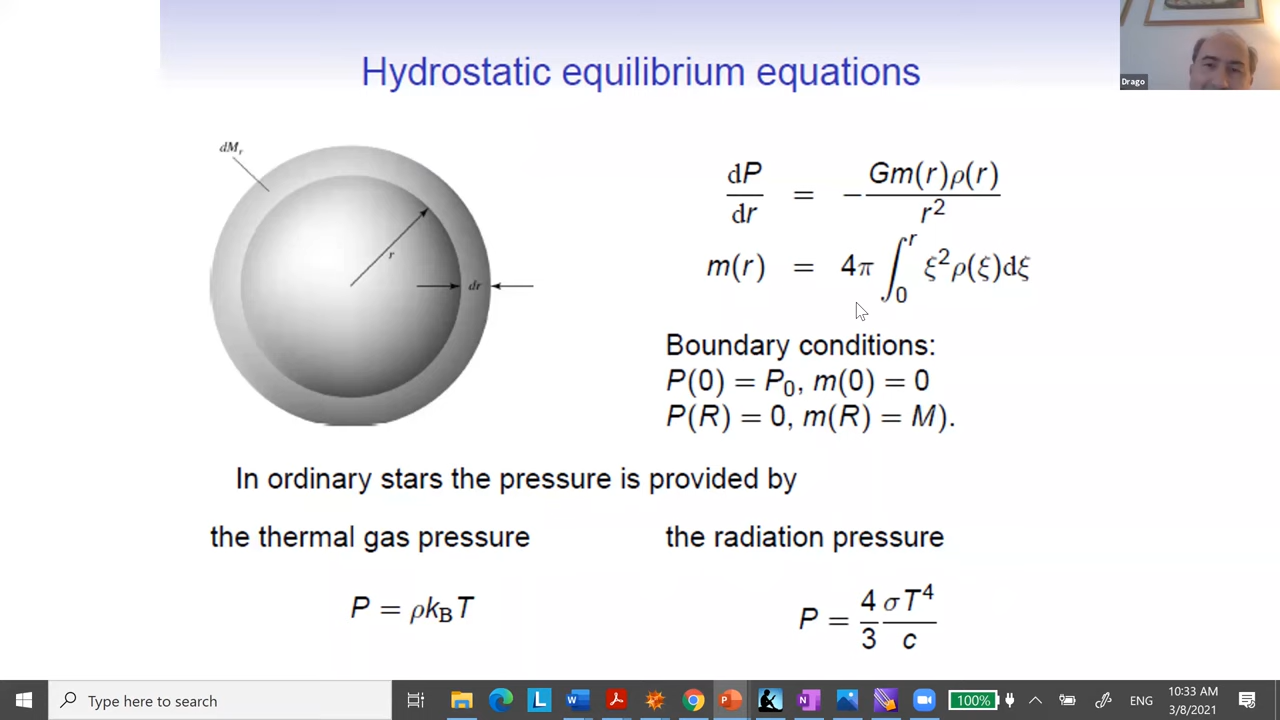 Hydrostatic equilibrium equations
Drago
dM_r
r
dr
dP/dr = −Gm(r)ρ(r)/r²
m(r) = 4π ∫₀ʳ ξ²ρ(ξ)dξ
Boundary conditions:
P(0) = P₀, m(0) = 0
P(R) = 0, m(R) = M).
In ordinary stars the pressure is provided by
the thermal gas pressure
the radiation pressure
P = ρk_BT
P = 4/3 σT⁴/c
Type here to search
100%
ENG
10:33 AM
3/8/2021